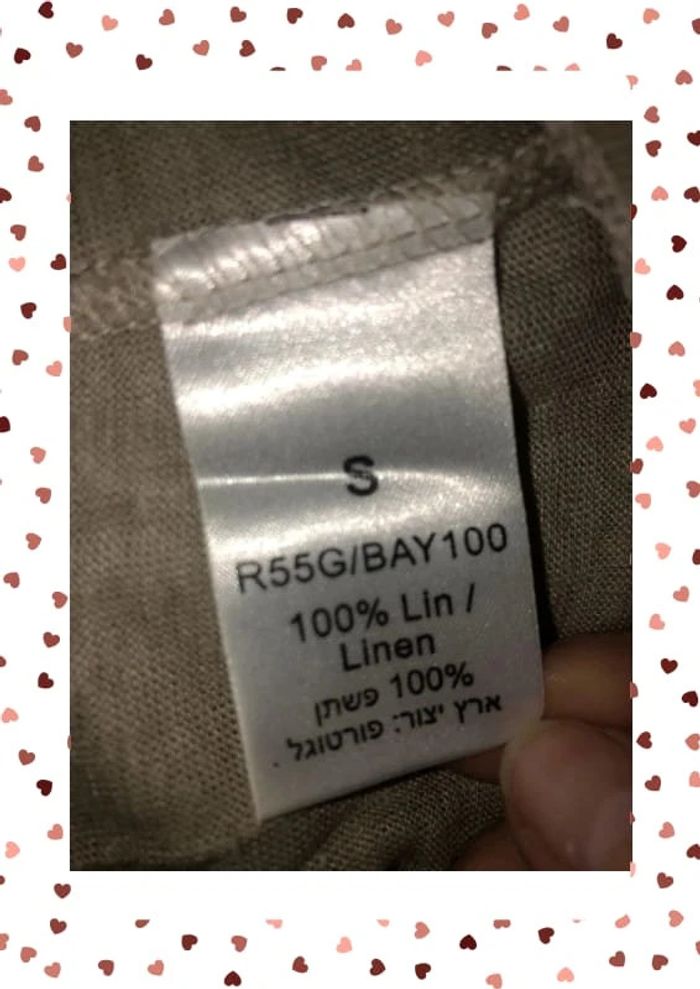 S
R55G/BAY100
100% Lin /
Linen
100% פשתן
ארץ יצור: פורטוגל.